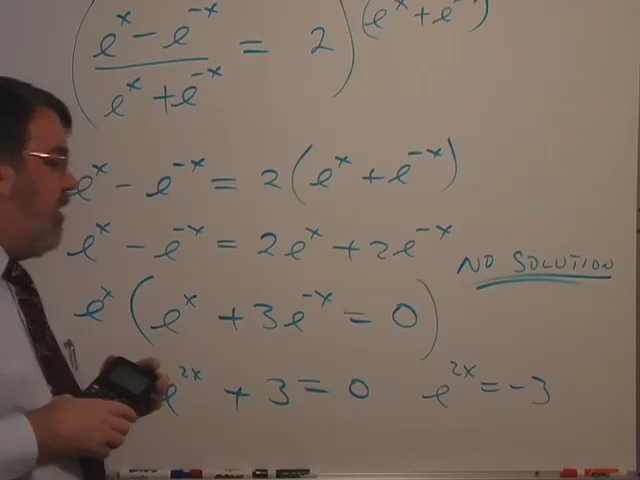 (e^x - e^-x / e^x + e^-x = 2)(e^x + e^-x)
e^x - e^-x = 2(e^x + e^-x)
e^x - e^-x = 2e^x + 2e^-x
NO SOLUTION
e^x(e^x + 3e^-x = 0)
e^2x + 3 = 0 e^2x = -3